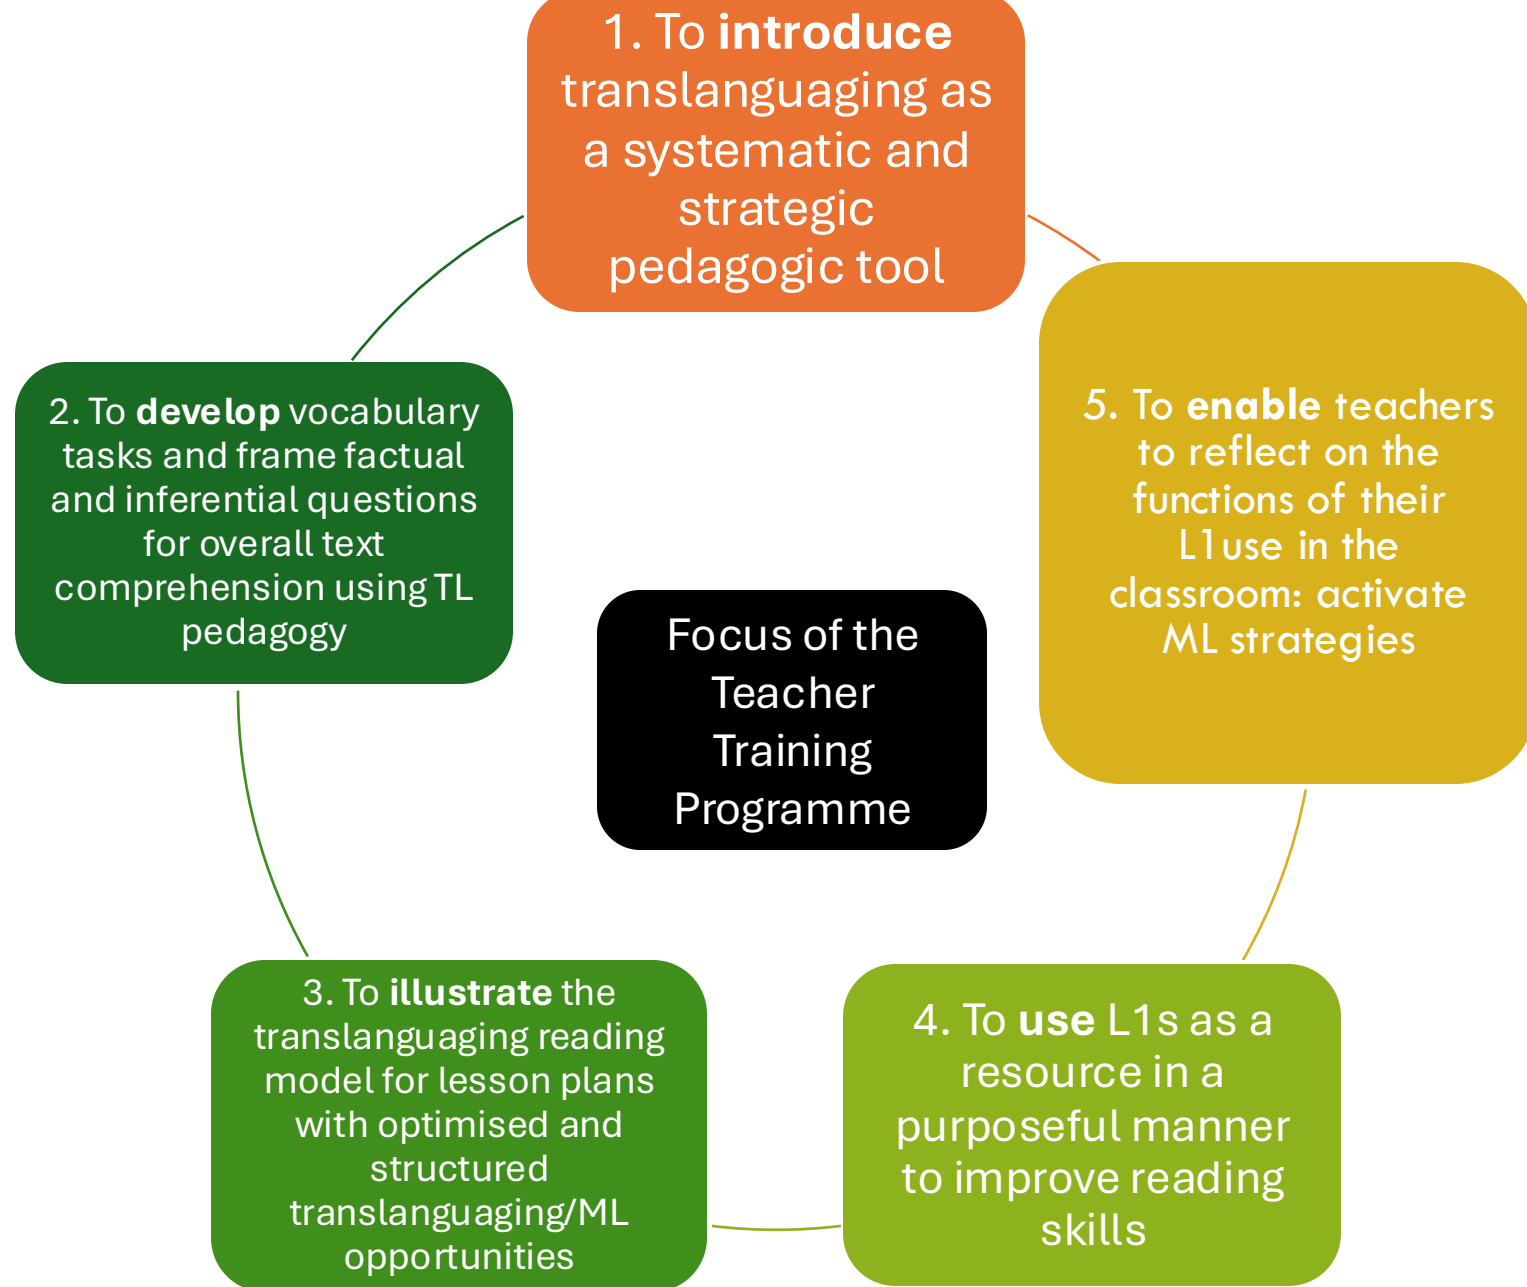 1. To introduce
translanguaging as
a systematic and
strategic
pedagogic tool
2. To develop vocabulary
tasks and frame factual
and inferential questions
for overall text
comprehension using TL
pedagogy
3. To illustrate the
translanguaging reading
model for lesson plans
with optimised and
structured
translanguaging/ML
opportunities
4. To use L1s as a
resource in a
purposeful manner
to improve reading
skills
5. To enable teachers
to reflect on the
functions of their
L1use in the
classroom: activate
ML strategies
Focus of the
Teacher
Training
Programme